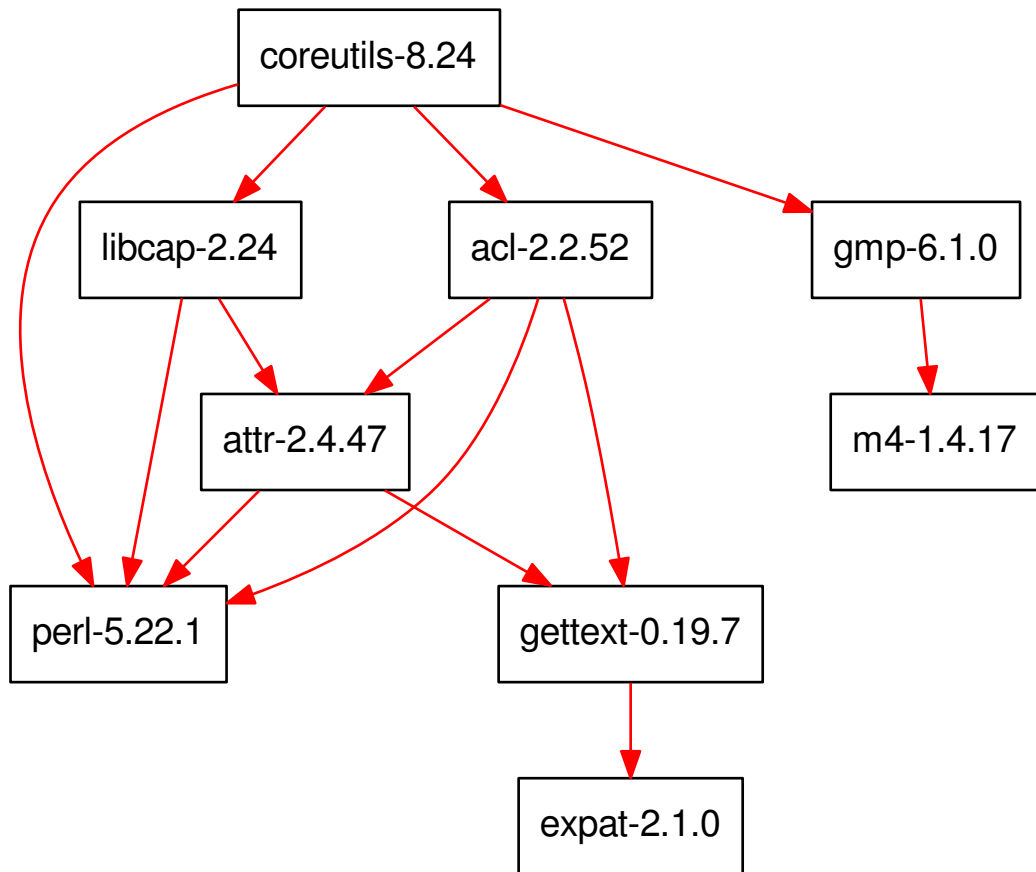 coreutils-8.24
libcap-2.24
acl-2.2.52
gmp-6.1.0
attr-2.4.47
m4-1.4.17
perl-5.22.1
gettext-0.19.7
expat-2.1.0